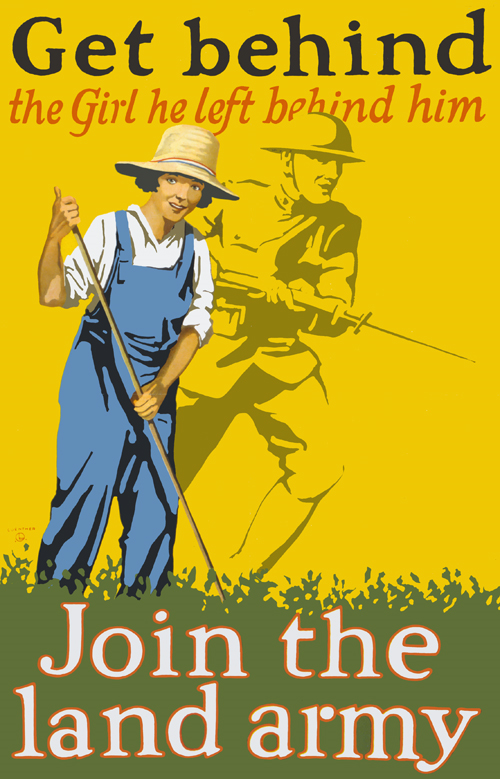 Get behind
the Girl he left behind him
Join the
land army